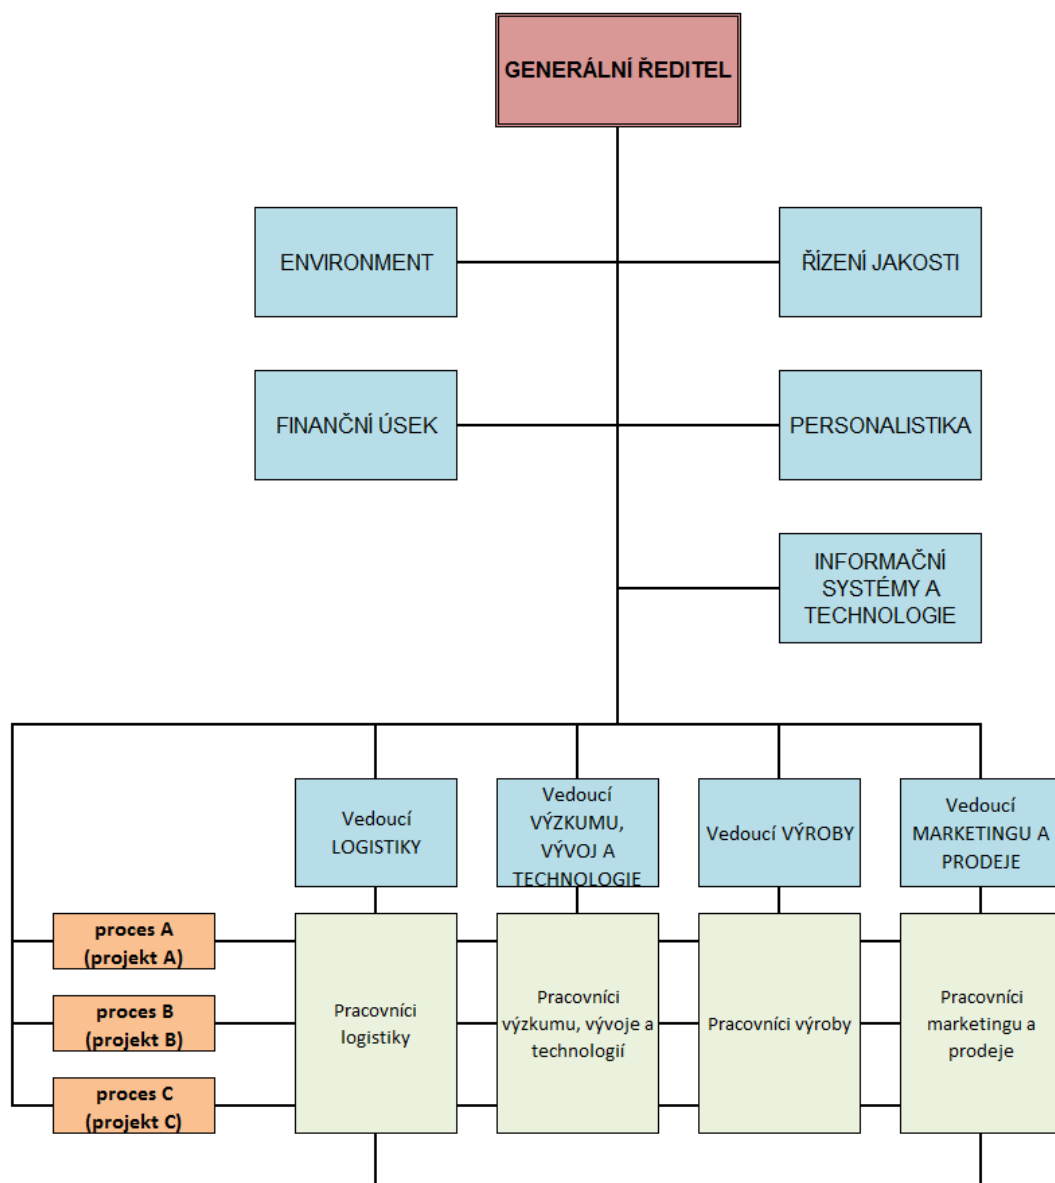 GENERÁLNÍ ŘEDITEL
ENVIRONMENT
ŘÍZENÍ JAKOSTI
FINANČNÍ ÚSEK
PERSONALISTIKA
INFORMAČNÍ
SYSTÉMY A
TECHNOLOGIE
Vedoucí
LOGISTIKY
Vedoucí
VÝZKUMU,
VÝVOJ A
TECHNOLOGIE
Vedoucí VÝROBY
Vedoucí
MARKETINGU A
PRODEJE
proces A
(projekt A)
proces B
(projekt B)
proces C
(projekt C)
Pracovníci
logistiky
Pracovníci
výzkumu, vývoje a
technologií
Pracovníci výroby
Pracovníci
marketingu a
prodeje